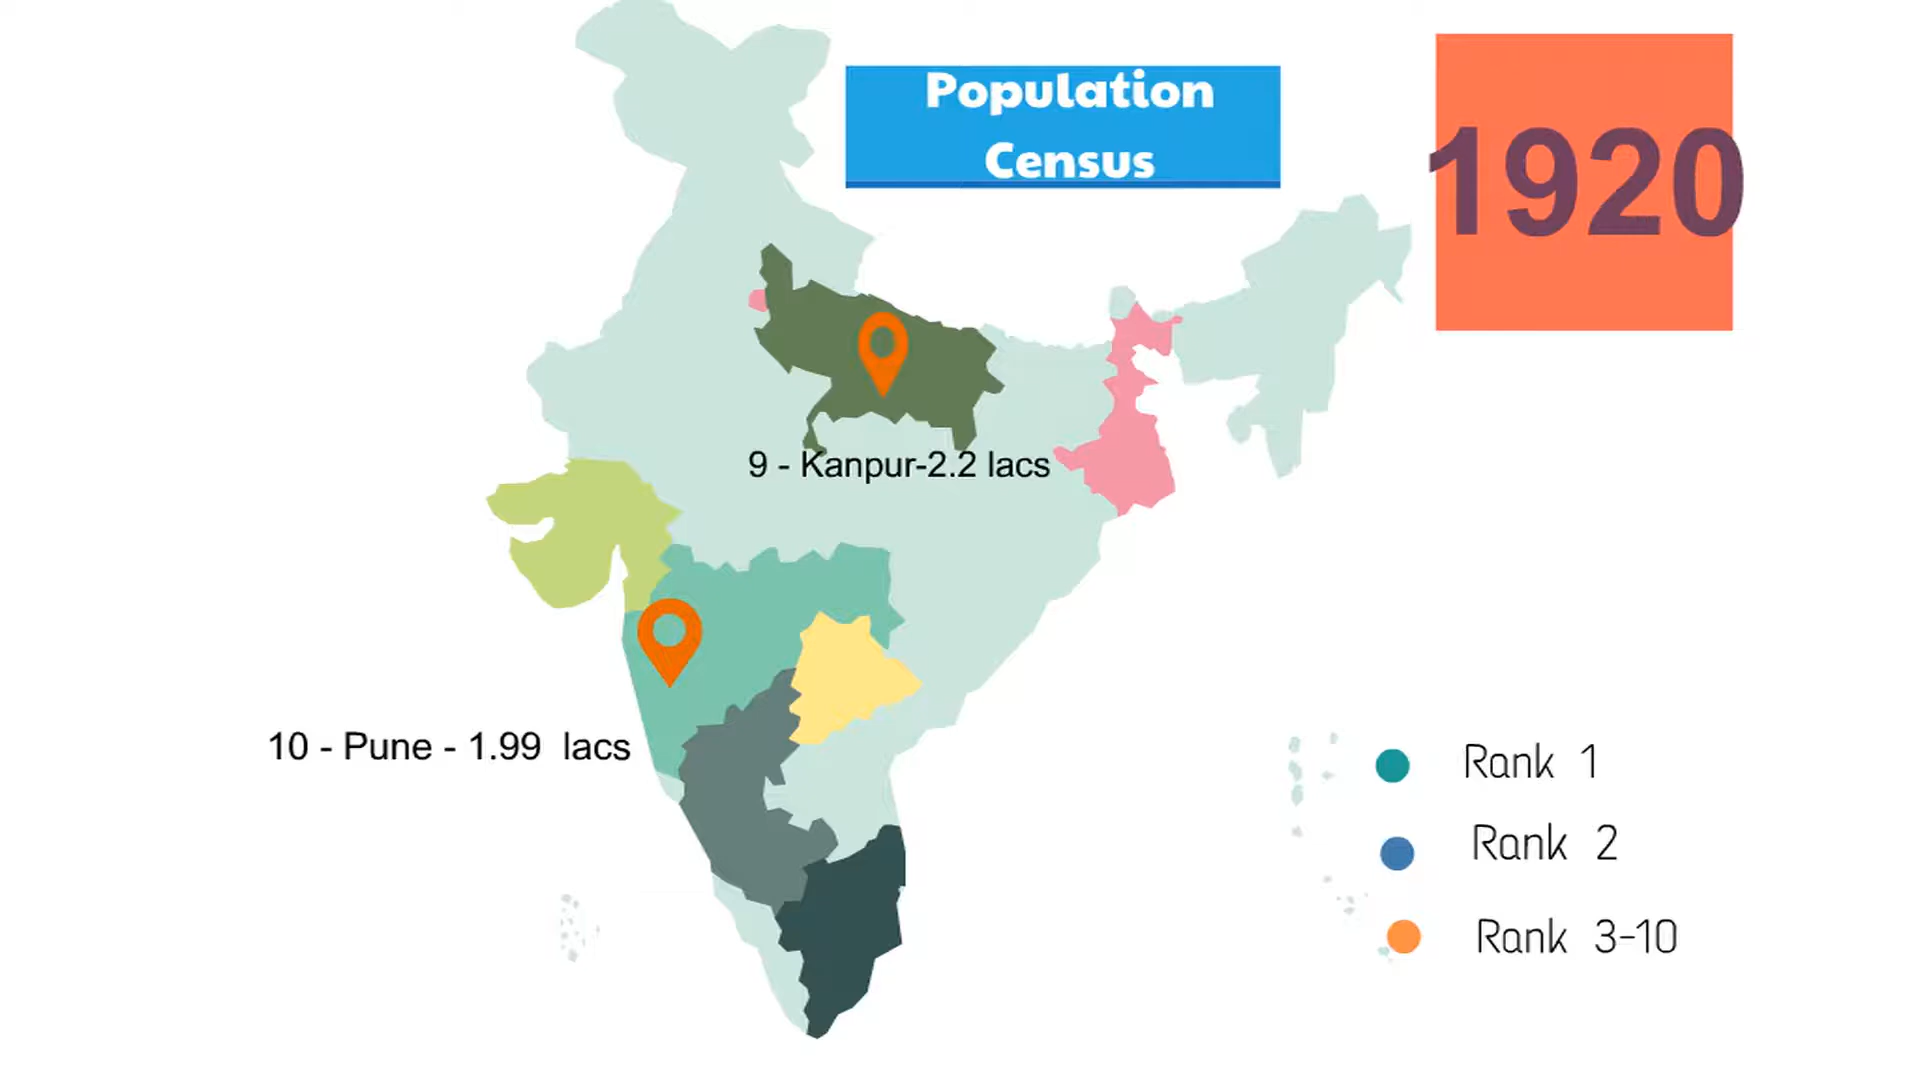 Population
Census
1920
9 - Kanpur-2.2 lacs
10 - Pune - 1.99 lacs
Rank 1
Rank 2
Rank 3-10